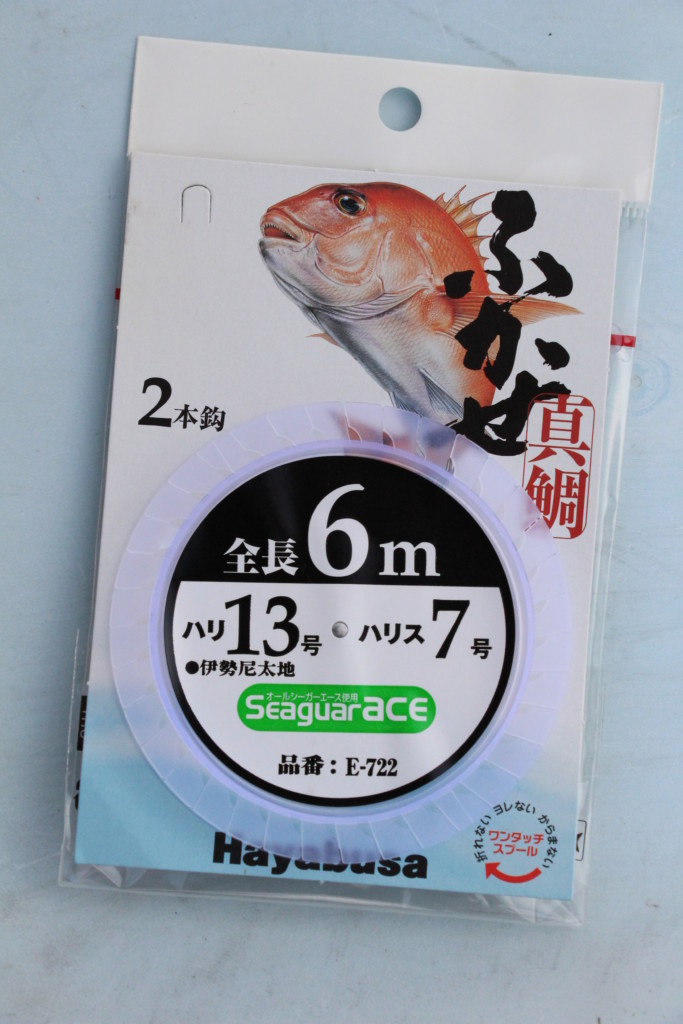 ふかせ
真鯛
2本鈎
全長6m
ハリ13号・ハリス7号
●伊勢尼太地
オールシーガーエース使用
Seaguar ACE
品番：E-722
Hayabusa
折れない ヨレない からまない
ワンタッチ
スプール